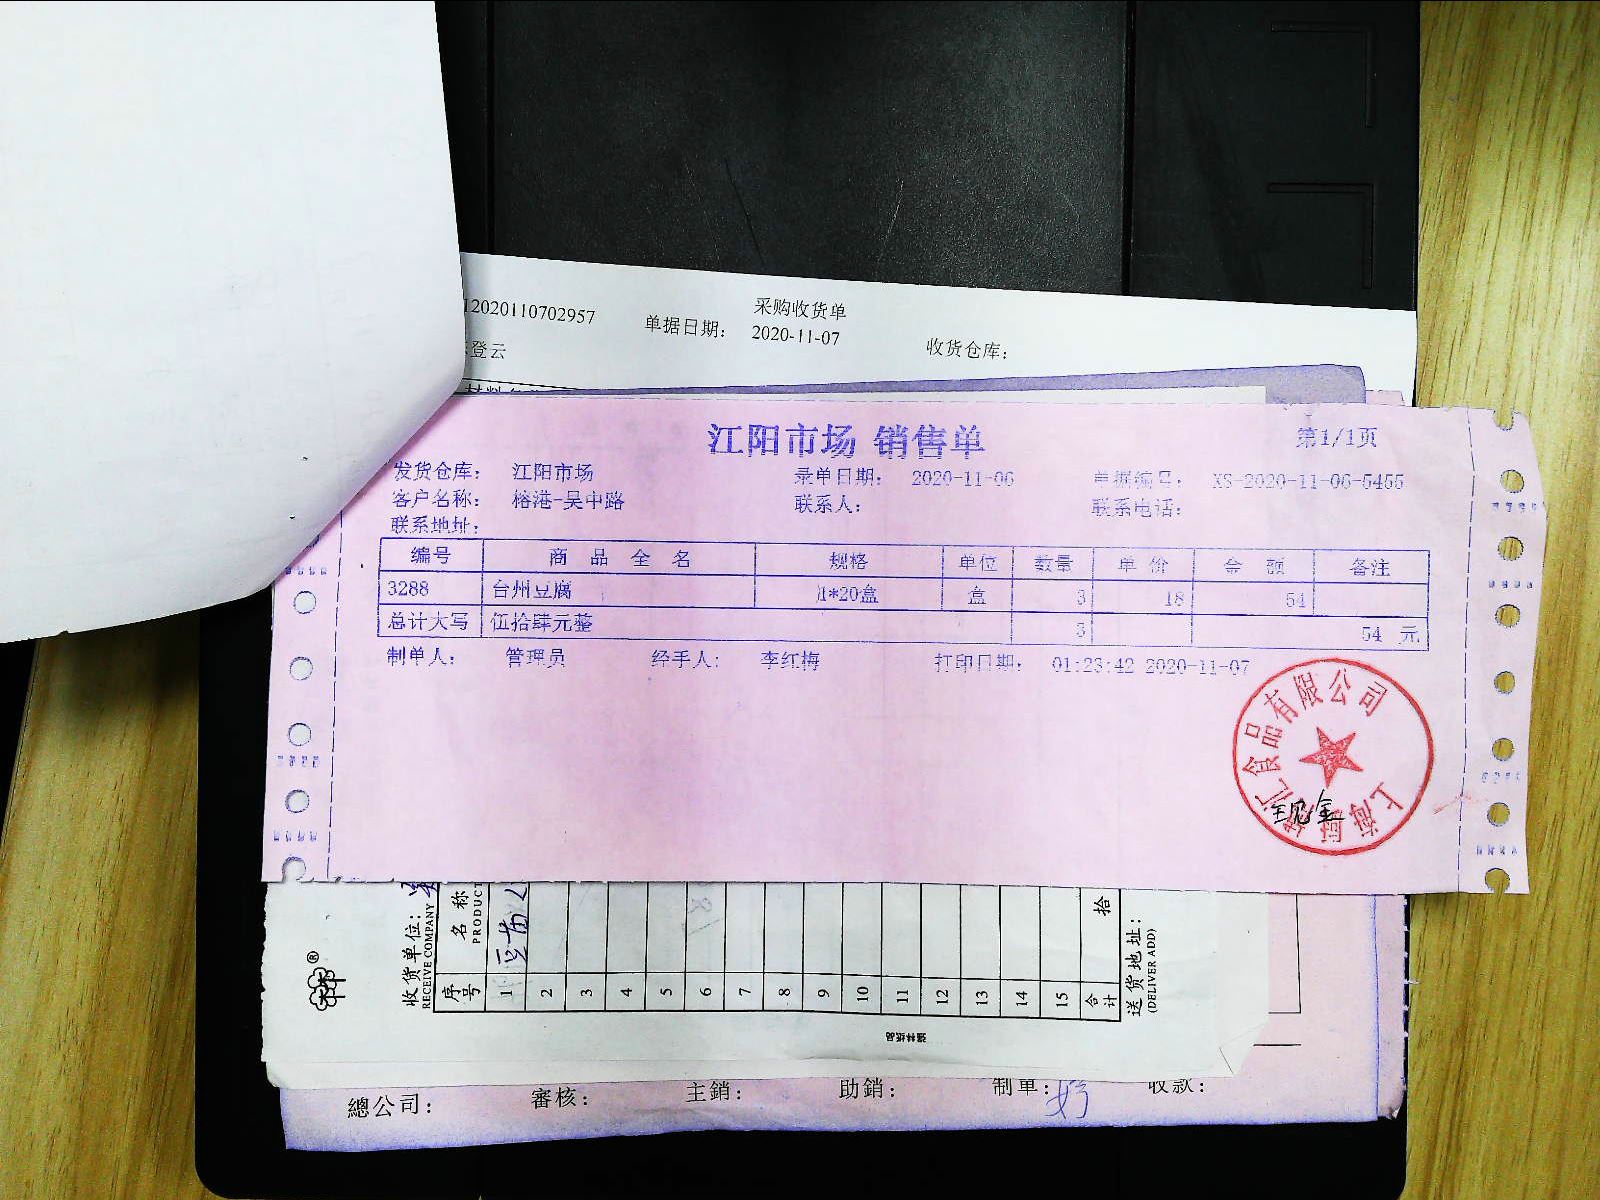 12020110702957
采购收货单
单据日期: 2020-11-07
收货仓库:
登云
江阳市场 销售单
第1/1页
发货仓库: 江阳市场 录单日期: 2020-11-06 单据编号: XS-2020-11-06-5455
客户名称: 榕港-吴中路 联系人: 联系电话:
联系地址:
编号 商品全名 规格 单位 数量 单价 金额 备注
3288 台州豆腐 1*20盒 盒 3 18 54
总计大写 伍拾肆元整 3 54 元
制单人: 管理员 经手人: 李红梅 打印日期: 01:23:42 2020-11-07
现金
收货单位:
RECEIVE COMPANY
序号 名称
PRODUCT
1 2 3 4 5 6 7 8 9 10 11 12 13 14 15 合计
拾
送货地址:
(DELIVER ADD)
總公司: 審核: 主銷: 助銷: 制單: 收款: